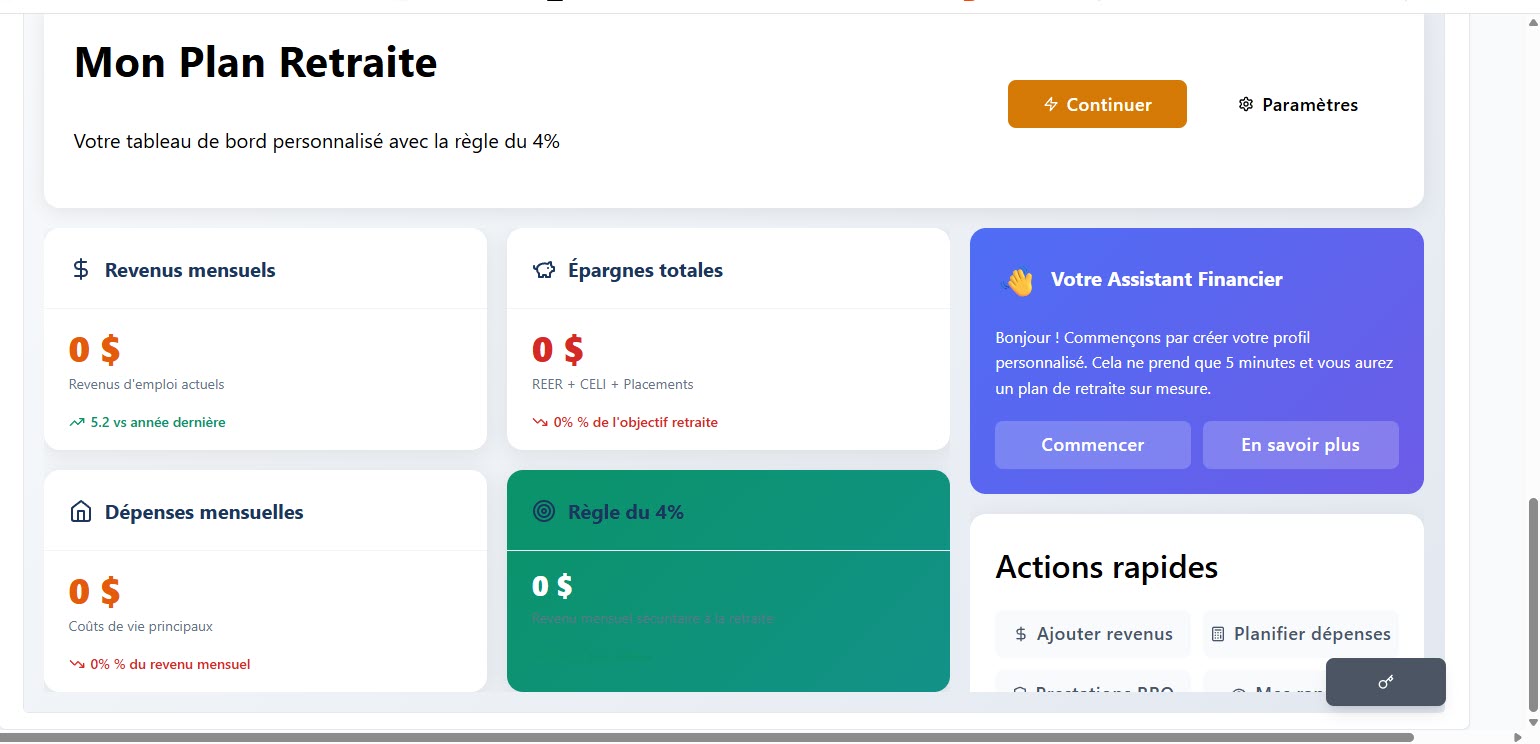 Mon Plan Retraite
Votre tableau de bord personnalisé avec la règle du 4%
Continuer
Paramètres
Revenus mensuels
0 $
Revenus d'emploi actuels
5.2 vs année dernière
Épargnes totales
0 $
REER + CELI + Placements
0% % de l'objectif retraite
Dépenses mensuelles
0 $
Coûts de vie principaux
0% % du revenu mensuel
Règle du 4%
0 $
Revenu mensuel sécuritaire à la retraite
Votre Assistant Financier
Bonjour ! Commençons par créer votre profil
personnalisé. Cela ne prend que 5 minutes et vous aurez
un plan de retraite sur mesure.
Commencer
En savoir plus
Actions rapides
Ajouter revenus
Planifier dépenses
Prestations RRQ